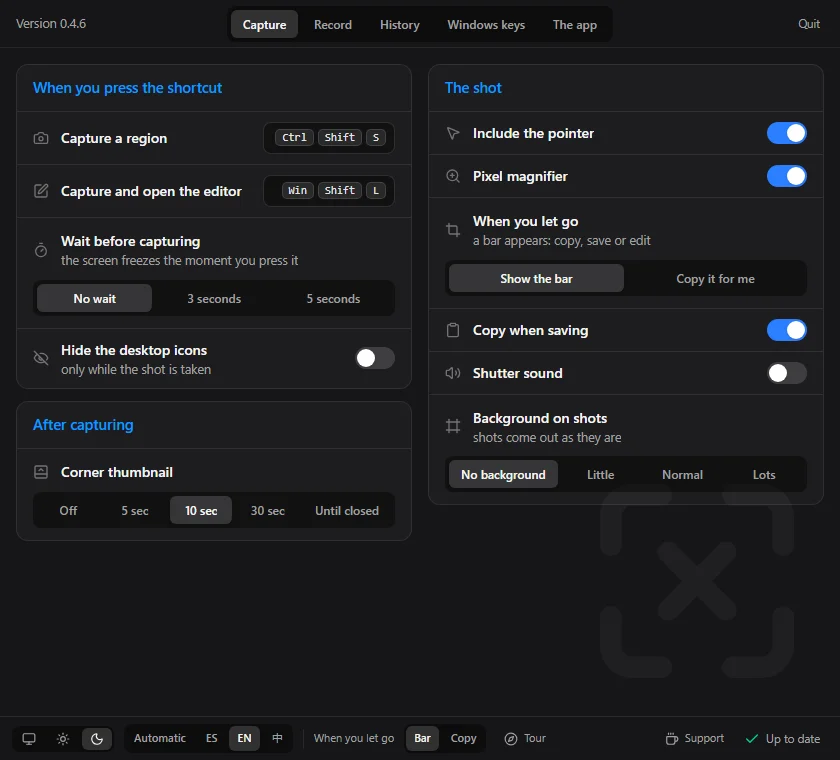 Version 0.4.6
Capture
Record
History
Windows keys
The app
Quit
When you press the shortcut
Capture a region
Ctrl Shift S
Capture and open the editor
Win Shift L
Wait before capturing
the screen freezes the moment you press it
No wait
3 seconds
5 seconds
Hide the desktop icons
only while the shot is taken
After capturing
Corner thumbnail
Off
5 sec
10 sec
30 sec
Until closed
The shot
Include the pointer
Pixel magnifier
When you let go
a bar appears: copy, save or edit
Show the bar
Copy it for me
Copy when saving
Shutter sound
Background on shots
shots come out as they are
No background
Little
Normal
Lots
Automatic
ES
EN
中
When you let go
Bar
Copy
Tour
Support
Up to date